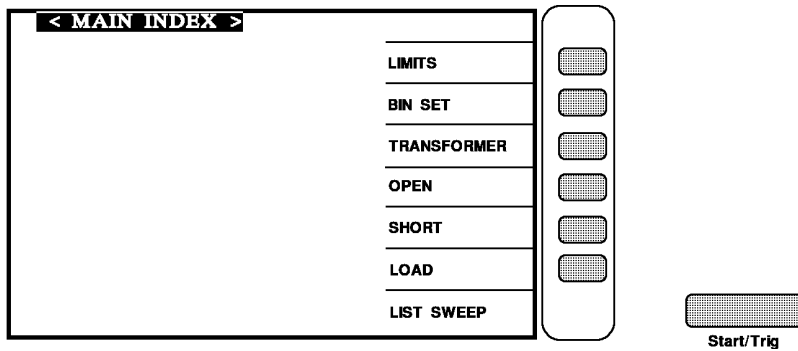 < MAIN INDEX >
LIMITS
BIN SET
TRANSFORMER
OPEN
SHORT
LOAD
LIST SWEEP
Start/Trig